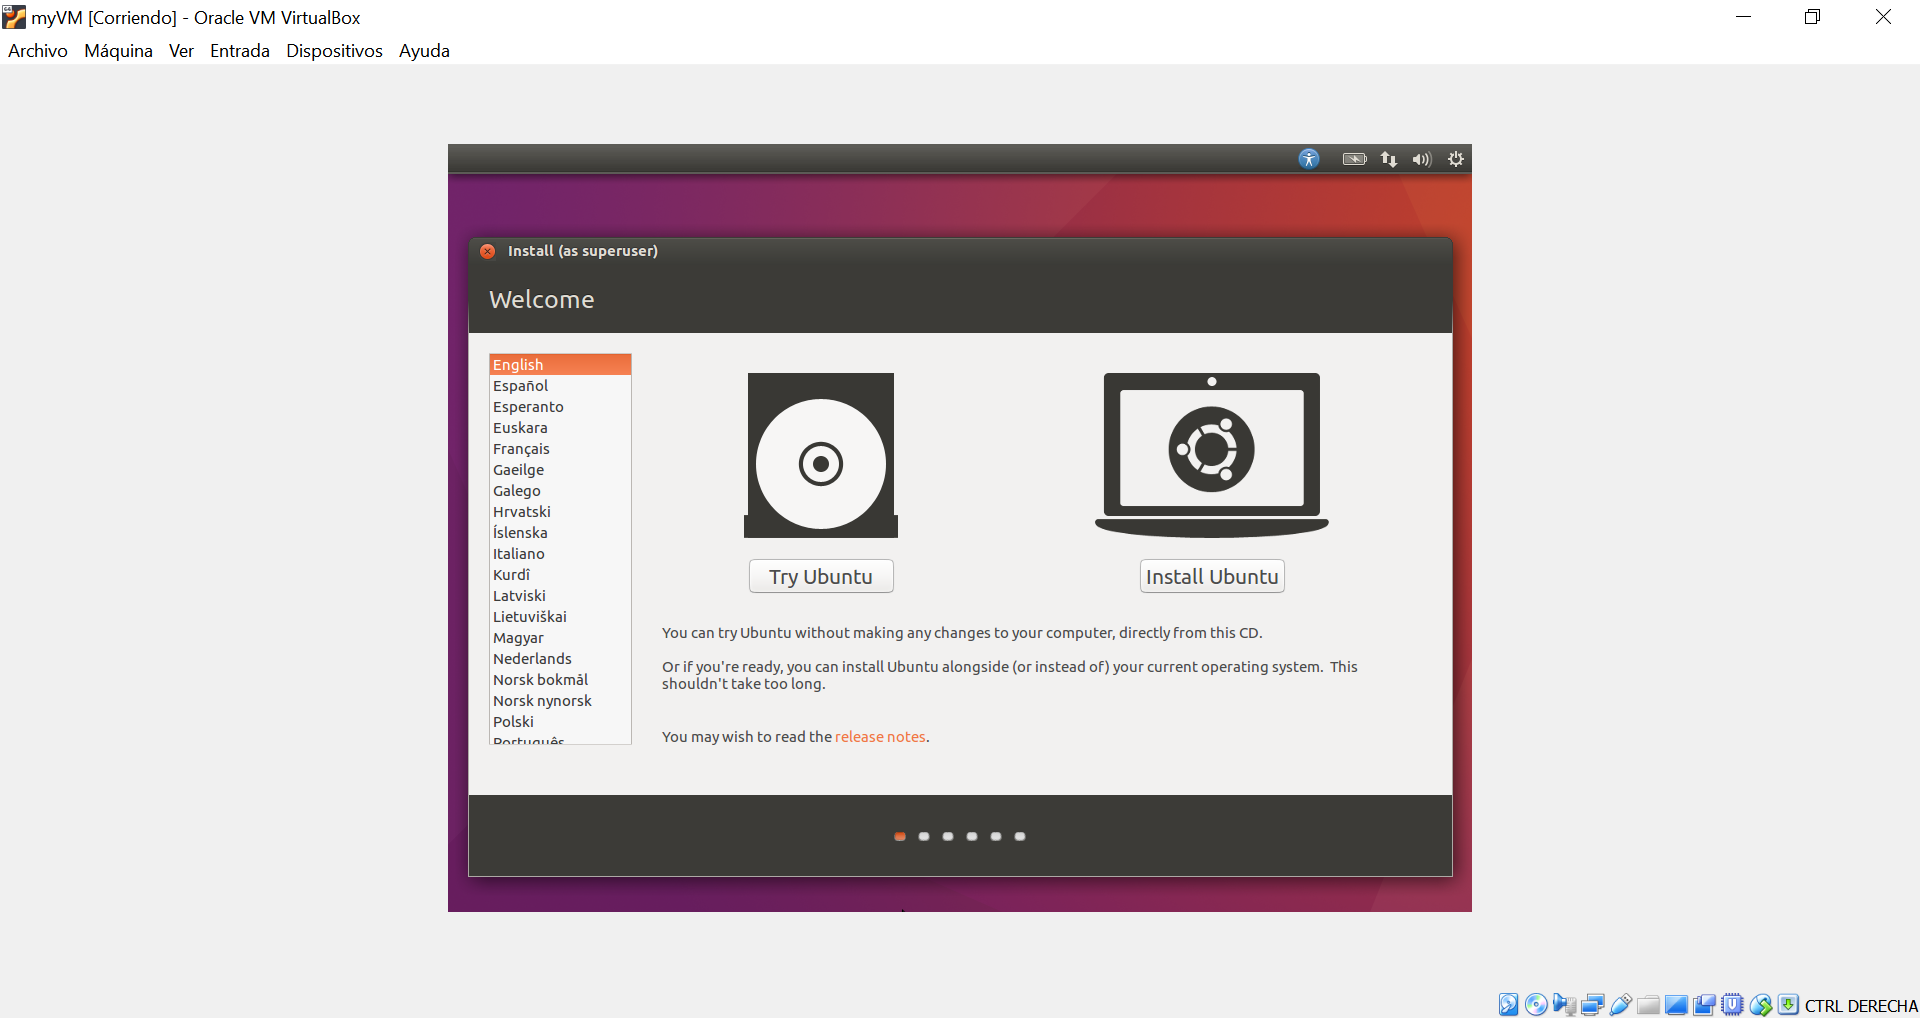 myVM [Corriendo] - Oracle VM VirtualBox
Archivo Máquina Ver Entrada Dispositivos Ayuda
Install (as superuser)
Welcome
English
Español
Esperanto
Euskara
Français
Gaeilge
Galego
Hrvatski
Íslenska
Italiano
Kurdî
Latviski
Lietuviškai
Magyar
Nederlands
Norsk bokmål
Norsk nynorsk
Polski
Português
Try Ubuntu
Install Ubuntu
You can try Ubuntu without making any changes to your computer, directly from this CD.
Or if you're ready, you can install Ubuntu alongside (or instead of) your current operating system. This
shouldn't take too long.
You may wish to read the release notes.
CTRL DERECHA